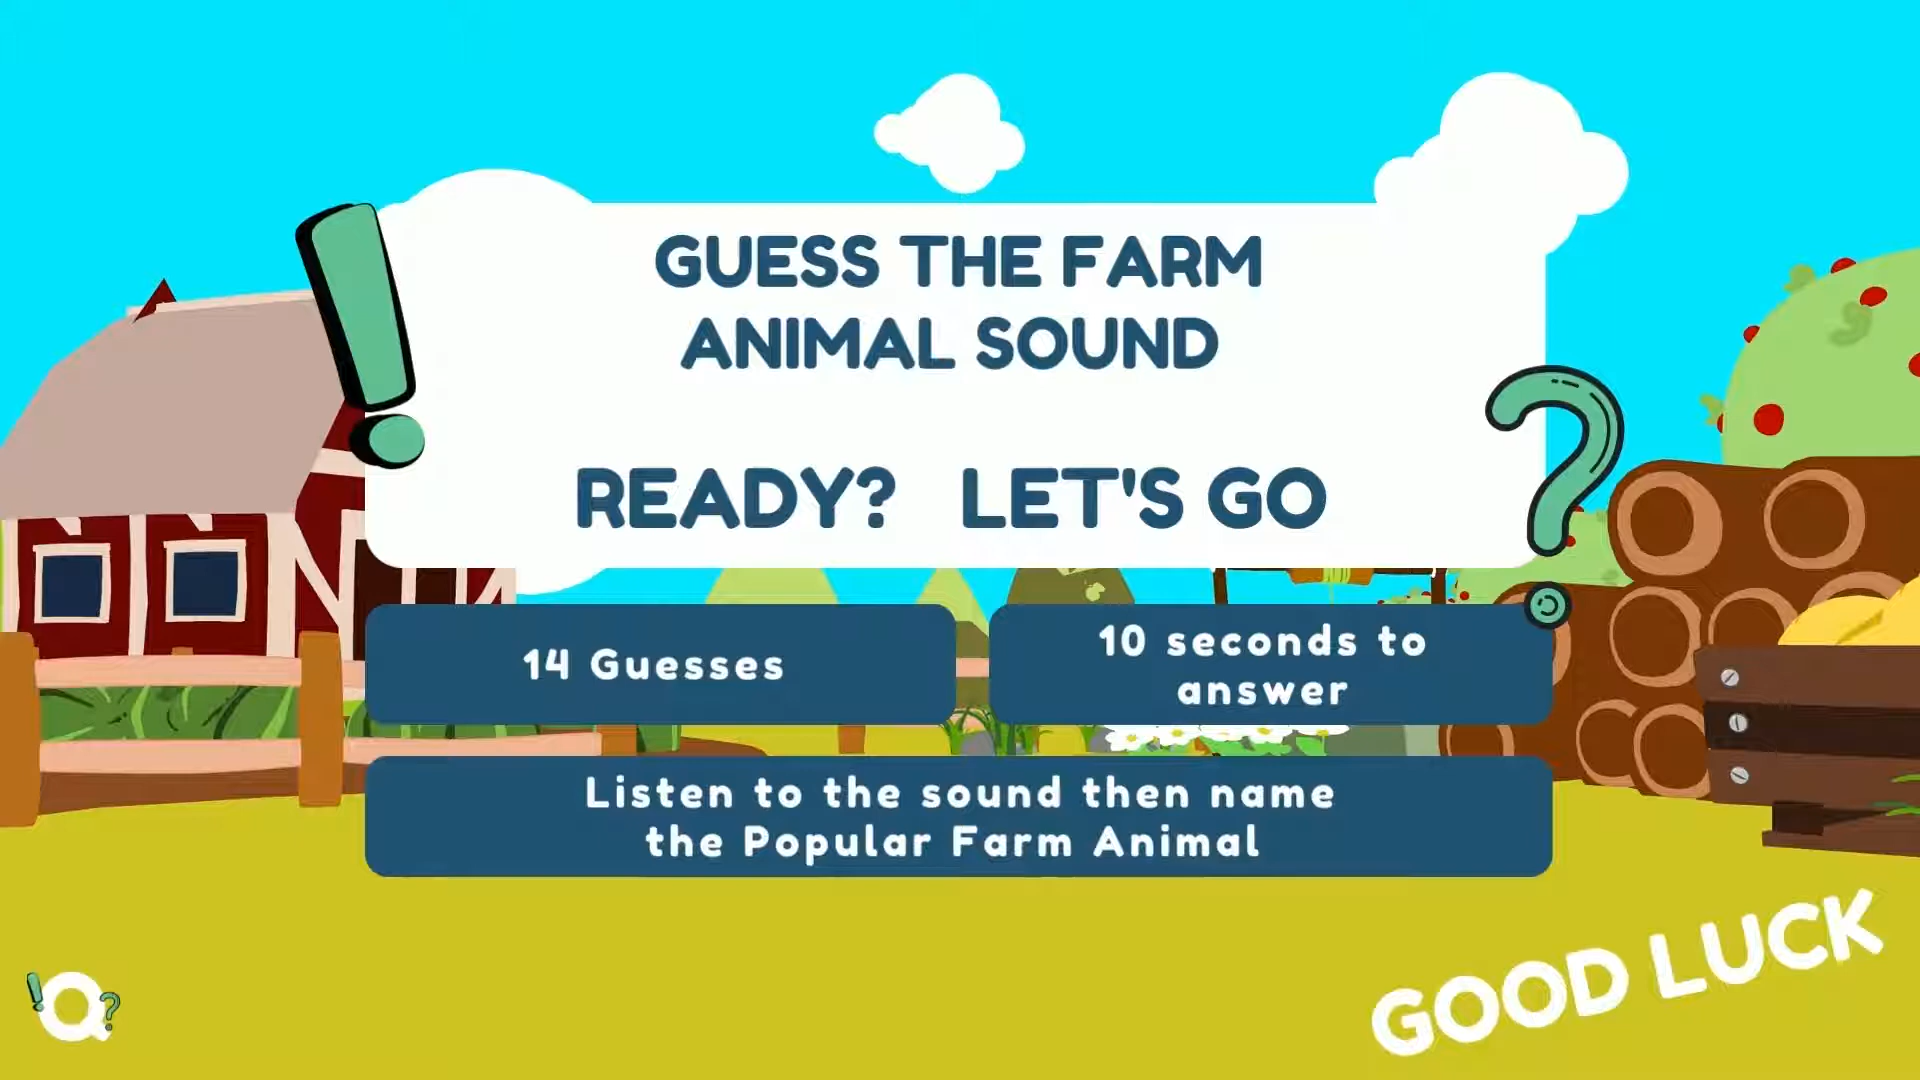 GUESS THE FARM
ANIMAL SOUND
READY? LET'S GO
14 Guesses
10 seconds to
answer
Listen to the sound then name
the Popular Farm Animal
GOOD LUCK
!Q?